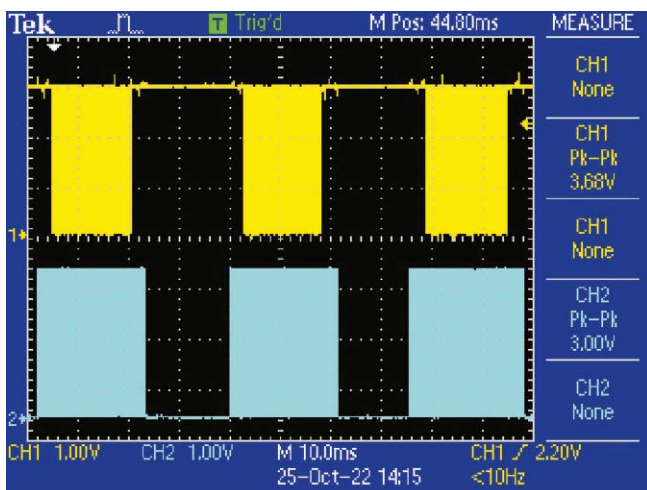 Tek T Trig'd M Pos: 44.80ms MEASURE
CH1
None
CH1
Pk-Pk
3.68V
CH1
None
CH2
Pk-Pk
3.00V
CH2
None
1
2
CH1 1.00V CH2 1.00V M 10.0ms CH1 2.20V
25-Oct-22 14:15 <10Hz